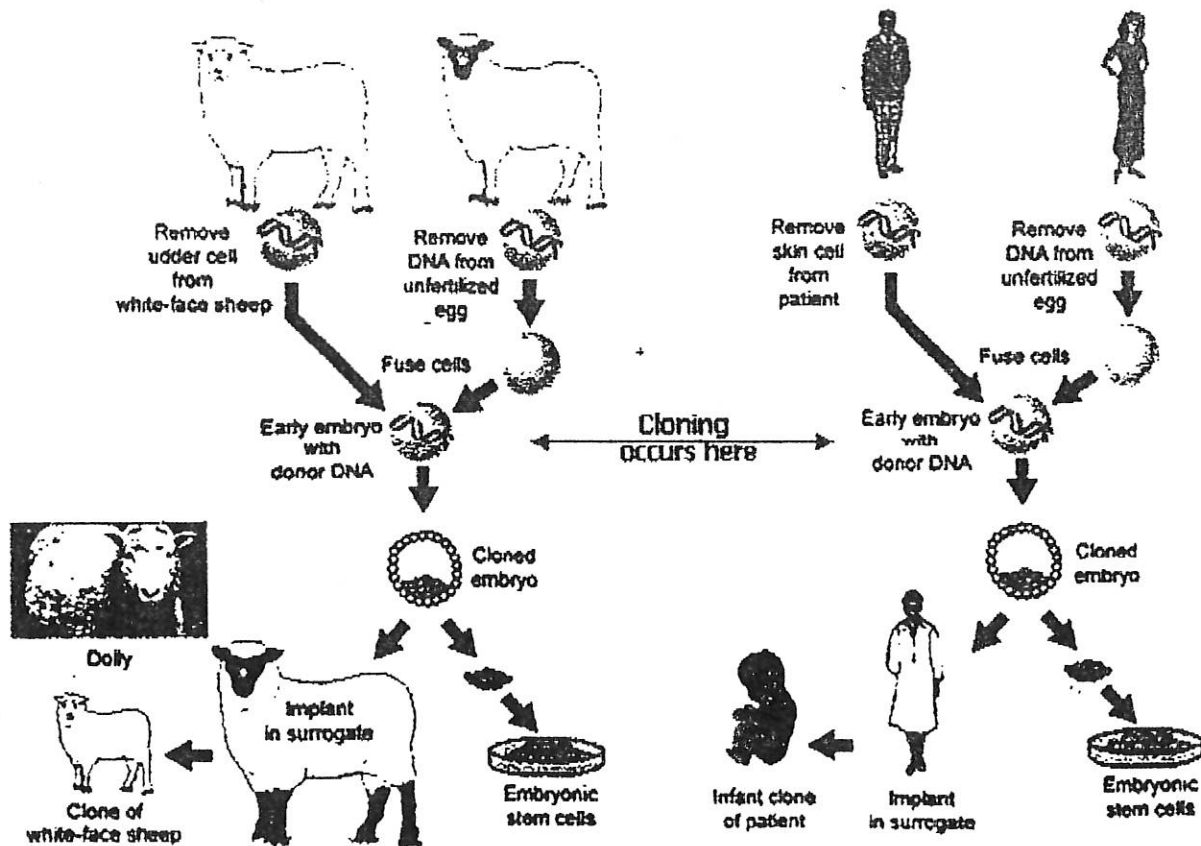 Remove
udder cell
from
white-face sheep
Remove
DNA from
unfertilized
egg
Fuse cells
Early embryo
with
donor DNA
Cloned
embryo
Dolly
Implant
in surrogate
Clone of
white-face sheep
Embryonic
stem cells
Cloning
occurs here
Remove
skin cell
from
patient
Remove
DNA from
unfertilized
egg
Fuse cells
Early embryo
with
donor DNA
Cloned
embryo
Infant clone
of patient
Implant
in surrogate
Embryonic
stem cells